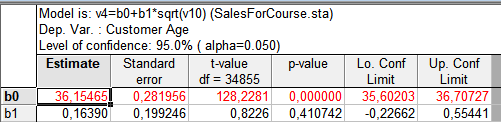 Model is: v4=b0+b1*sqrt(v10) (SalesForCourse.sta)
Dep. Var. : Customer Age
Level of confidence: 95.0% ( alpha=0.050)
Estimate Standard error t-value df = 34855 p-value Lo. Conf Limit Up. Conf Limit
b0 36,15465 0,281956 128,2281 0,000000 35,60203 36,70727
b1 0,16390 0,199246 0,8226 0,410742 -0,22662 0,55441